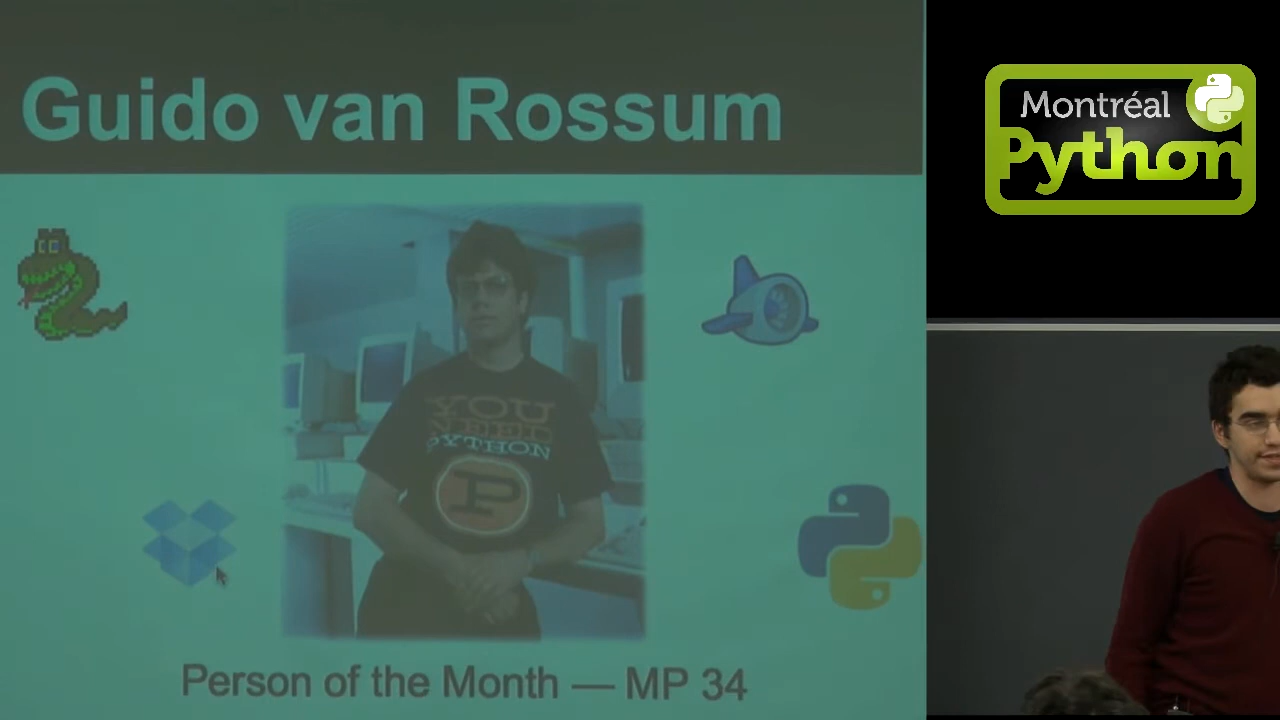 Guido van Rossum
YOU
NEED
PYTHON
P
Person of the Month — MP 34
Montréal
Python